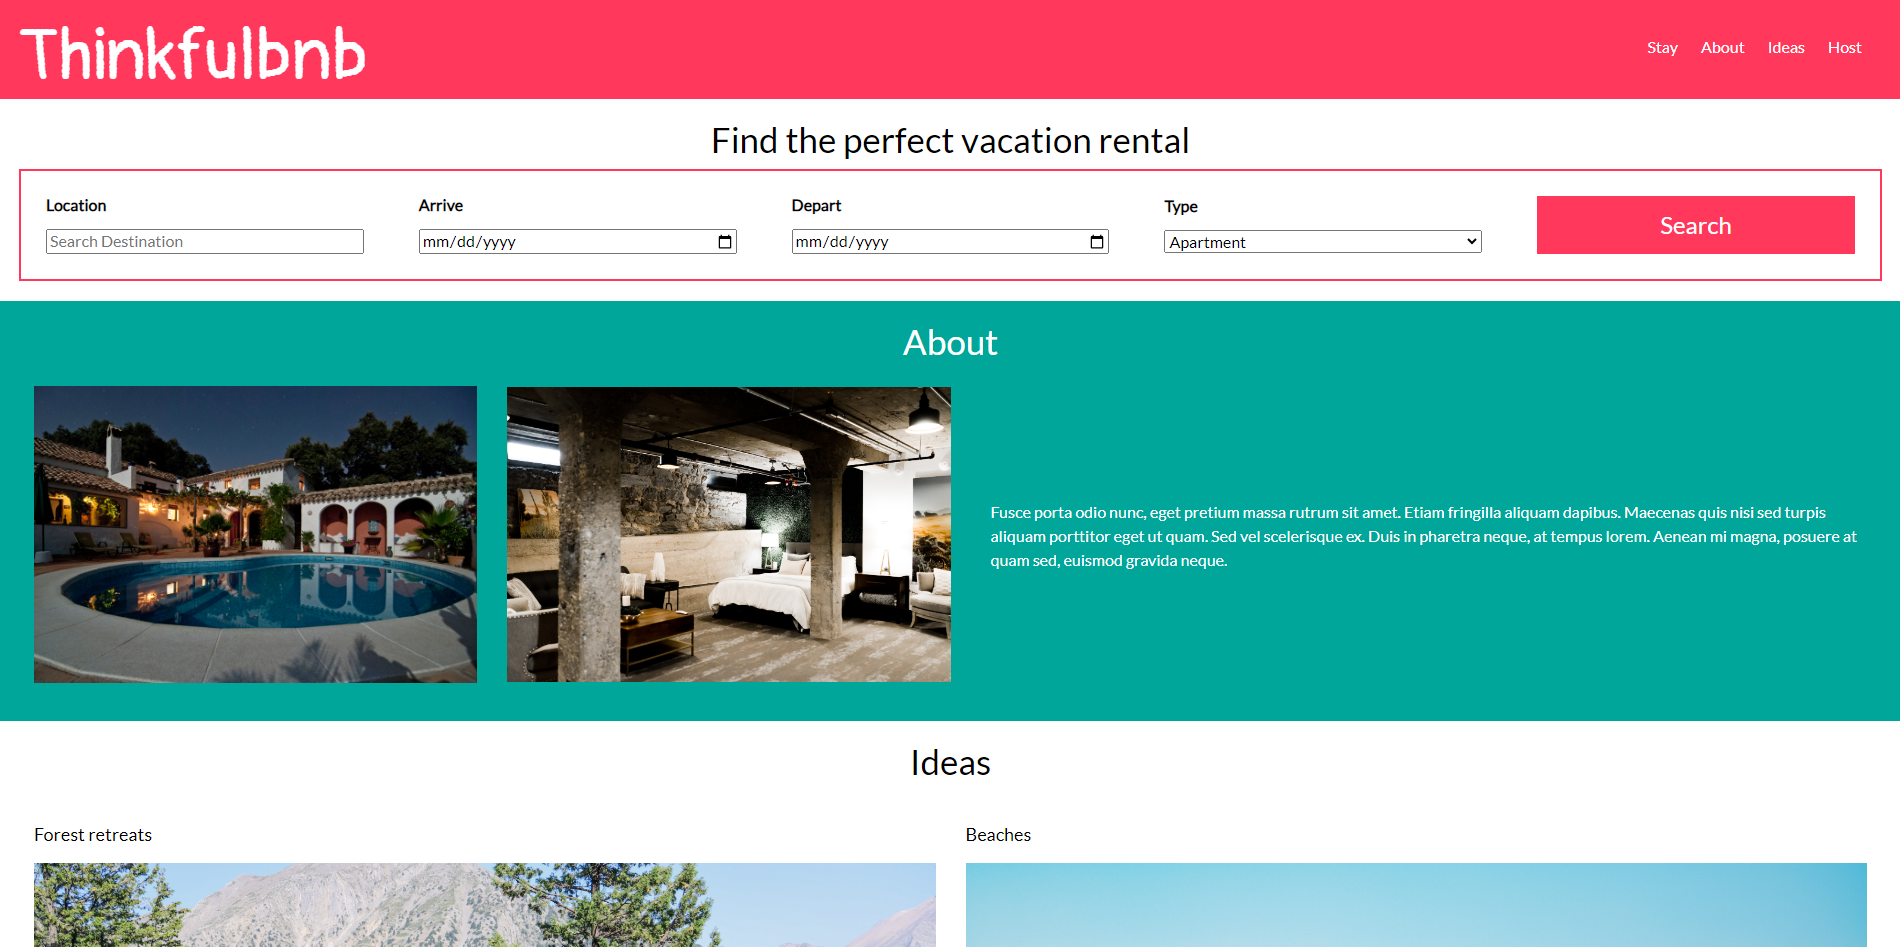 Thinkfulbnb
Stay About Ideas Host
Find the perfect vacation rental
Location
Search Destination
Arrive
mm/dd/yyyy
Depart
mm/dd/yyyy
Type
Apartment
Search
About
Fusce porta odio nunc, eget pretium massa rutrum sit amet. Etiam fringilla aliquam dapibus. Maecenas quis nisi sed turpis
aliquam porttitor eget ut quam. Sed vel scelerisque ex. Duis in pharetra neque, at tempus lorem. Aenean mi magna, posuere at
quam sed, euismod gravida neque.
Ideas
Forest retreats
Beaches